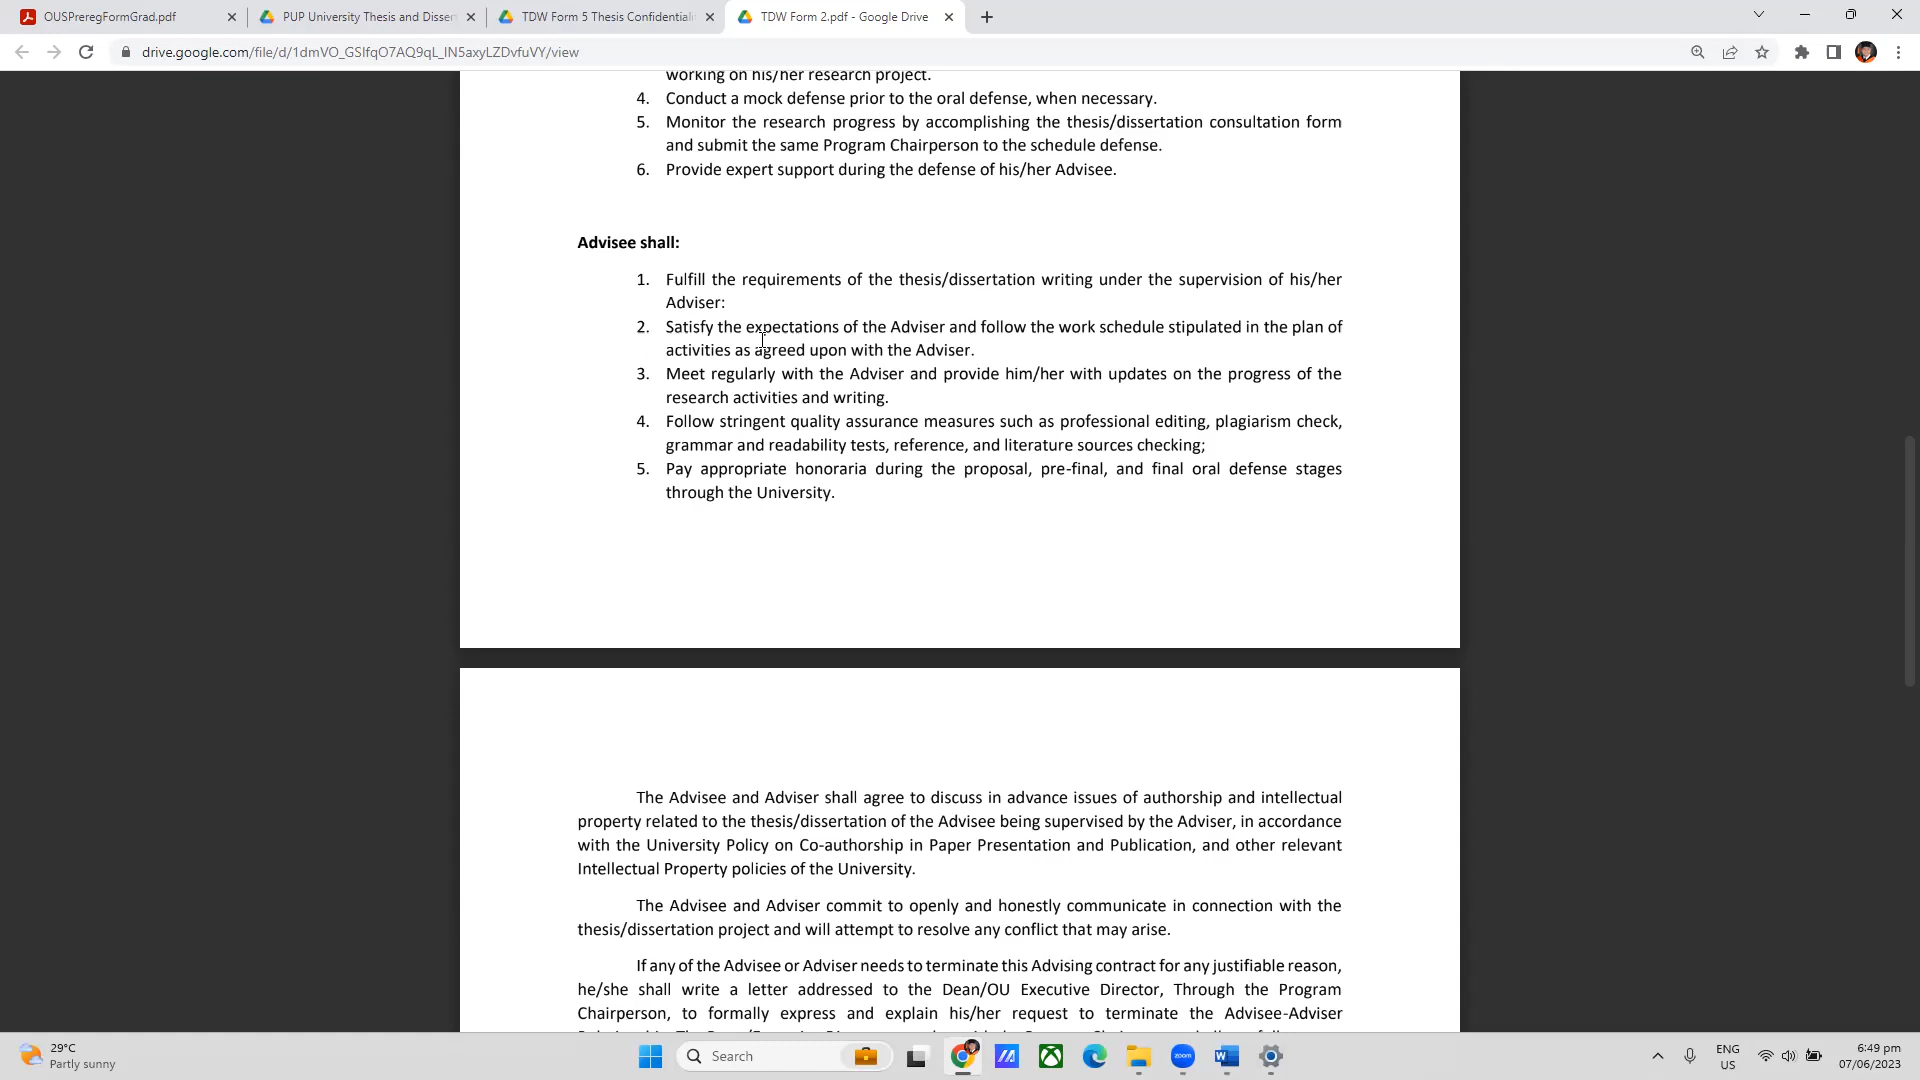 OUSPreregFormGrad.pdf
PUP University Thesis and Disser
TDW Form 5 Thesis Confidentiali
TDW Form 2.pdf - Google Drive
drive.google.com/file/d/1dmVO_GSlfqO7AQ9qL_IN5axyLZDvfuVY/view
working on his/her research project.
4. Conduct a mock defense prior to the oral defense, when necessary.
5. Monitor the research progress by accomplishing the thesis/dissertation consultation form
and submit the same Program Chairperson to the schedule defense.
6. Provide expert support during the defense of his/her Advisee.
Advisee shall:
1. Fulfill the requirements of the thesis/dissertation writing under the supervision of his/her
Adviser:
2. Satisfy the expectations of the Adviser and follow the work schedule stipulated in the plan of
activities as agreed upon with the Adviser.
3. Meet regularly with the Adviser and provide him/her with updates on the progress of the
research activities and writing.
4. Follow stringent quality assurance measures such as professional editing, plagiarism check,
grammar and readability tests, reference, and literature sources checking;
5. Pay appropriate honoraria during the proposal, pre-final, and final oral defense stages
through the University.
The Advisee and Adviser shall agree to discuss in advance issues of authorship and intellectual
property related to the thesis/dissertation of the Advisee being supervised by the Adviser, in accordance
with the University Policy on Co-authorship in Paper Presentation and Publication, and other relevant
Intellectual Property policies of the University.
The Advisee and Adviser commit to openly and honestly communicate in connection with the
thesis/dissertation project and will attempt to resolve any conflict that may arise.
If any of the Advisee or Adviser needs to terminate this Advising contract for any justifiable reason,
he/she shall write a letter addressed to the Dean/OU Executive Director, Through the Program
Chairperson, to formally express and explain his/her request to terminate the Advisee-Adviser
29°C
Partly sunny
Search
zoom
ENG
US
6:49 pm
07/06/2023